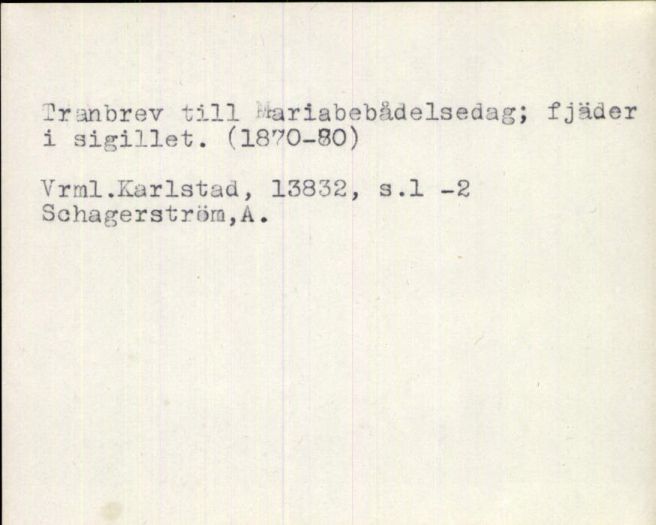 Tranbrev till Mariabebådelsedag; fjäder
i sigillet. (1870-80)
Vrml.Karlstad, 13832, s.1 -2
Schagerström,A.